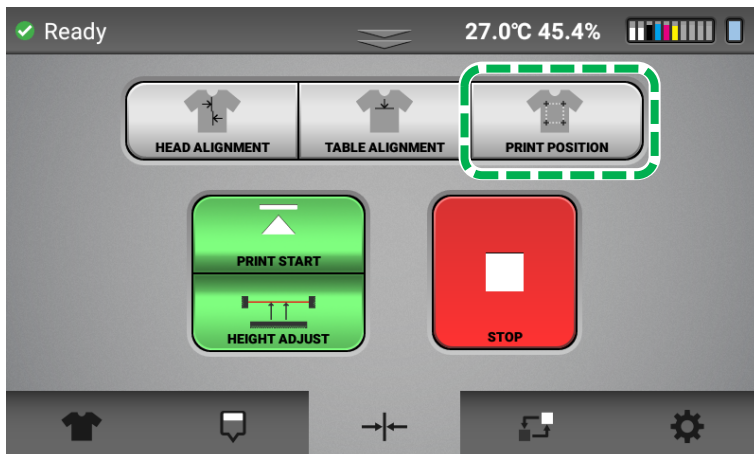 Ready
27.0℃ 45.4%
HEAD ALIGNMENT
TABLE ALIGNMENT
PRINT POSITION
PRINT START
STOP
HEIGHT ADJUST